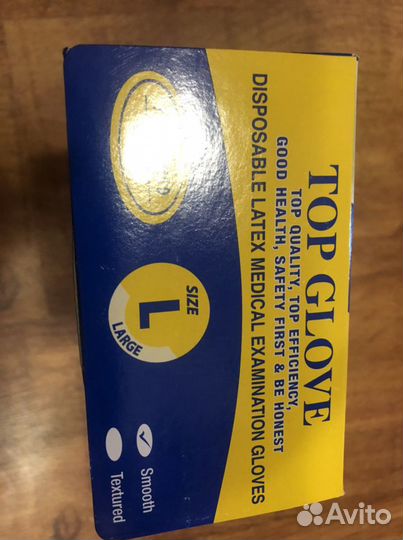 TOP GLOVE
TOP QUALITY, TOP EFFICIENCY,
GOOD HEALTH, SAFETY FIRST & BE HONEST
DISPOSABLE LATEX MEDICAL EXAMINATION GLOVES
SIZE
L
LARGE
Smooth
Textured
Avito